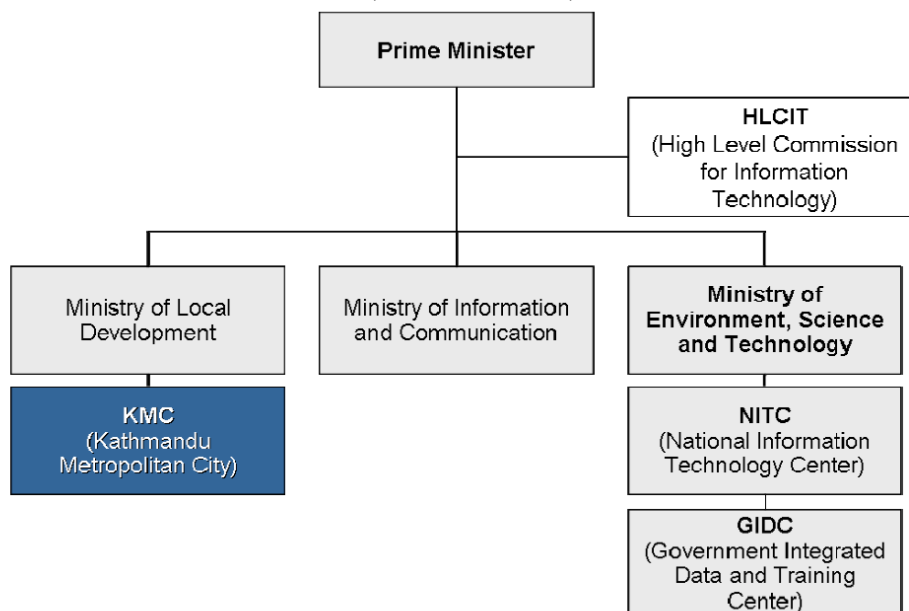 Prime Minister
HLCIT
(High Level Commission
for Information
Technology)
Ministry of Local
Development
Ministry of Information
and Communication
Ministry of
Environment, Science
and Technology
KMC
(Kathmandu
Metropolitan City)
NITC
(National Information
Technology Center)
GIDC
(Government Integrated
Data and Training
Center)